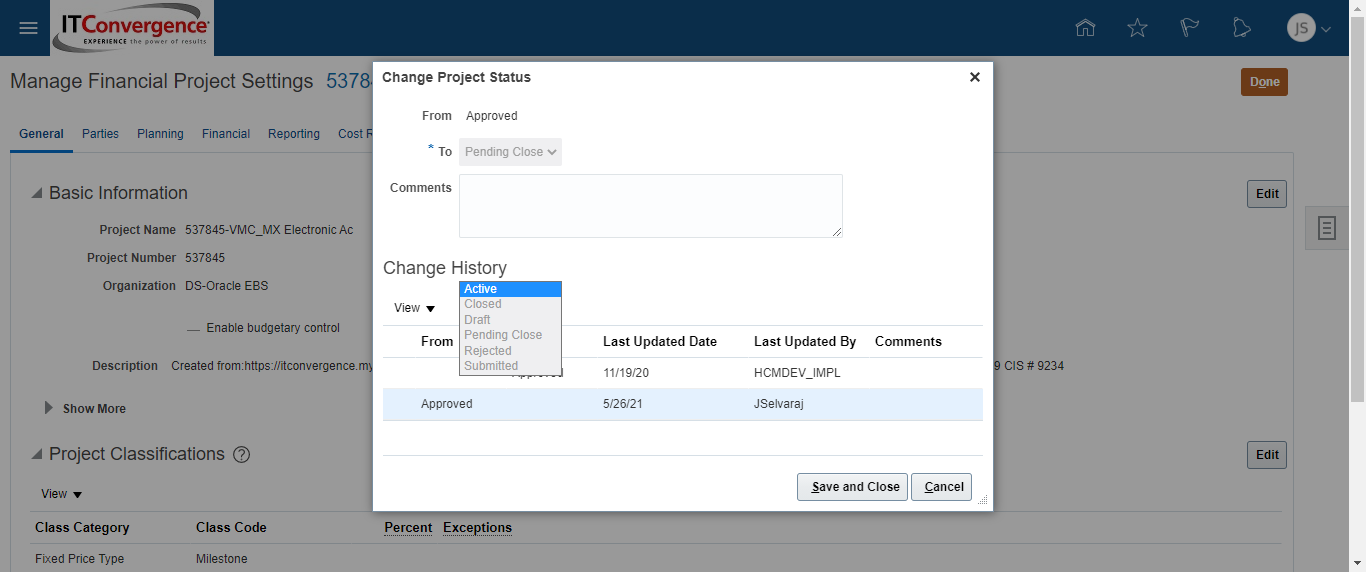 ITConvergence
EXPERIENCE the power of results
JS
Manage Financial Project Settings 5378
Done
General Parties Planning Financial Reporting Cost R
Basic Information
Edit
Project Name 537845-VMC_MX Electronic Ac
Project Number 537845
Organization DS-Oracle EBS
Enable budgetary control
Description Created from:https://itconvergence.my
9 CIS # 9234
Show More
Project Classifications ?
Edit
View
Class Category Class Code Percent Exceptions
Fixed Price Type Milestone
Change Project Status
From Approved
* To Pending Close
Comments
Change History
View
Active
Closed
Draft
Pending Close
Rejected
Submitted
From Last Updated Date Last Updated By Comments
Approved 11/19/20 HCMDEV_IMPL
Approved 5/26/21 JSelvaraj
Save and Close Cancel